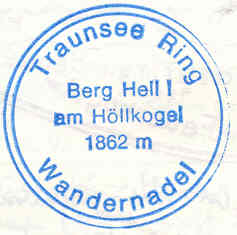 Traunsee Ring
Berg Heil !
am Höllkogel
1862 m
Wandernadel